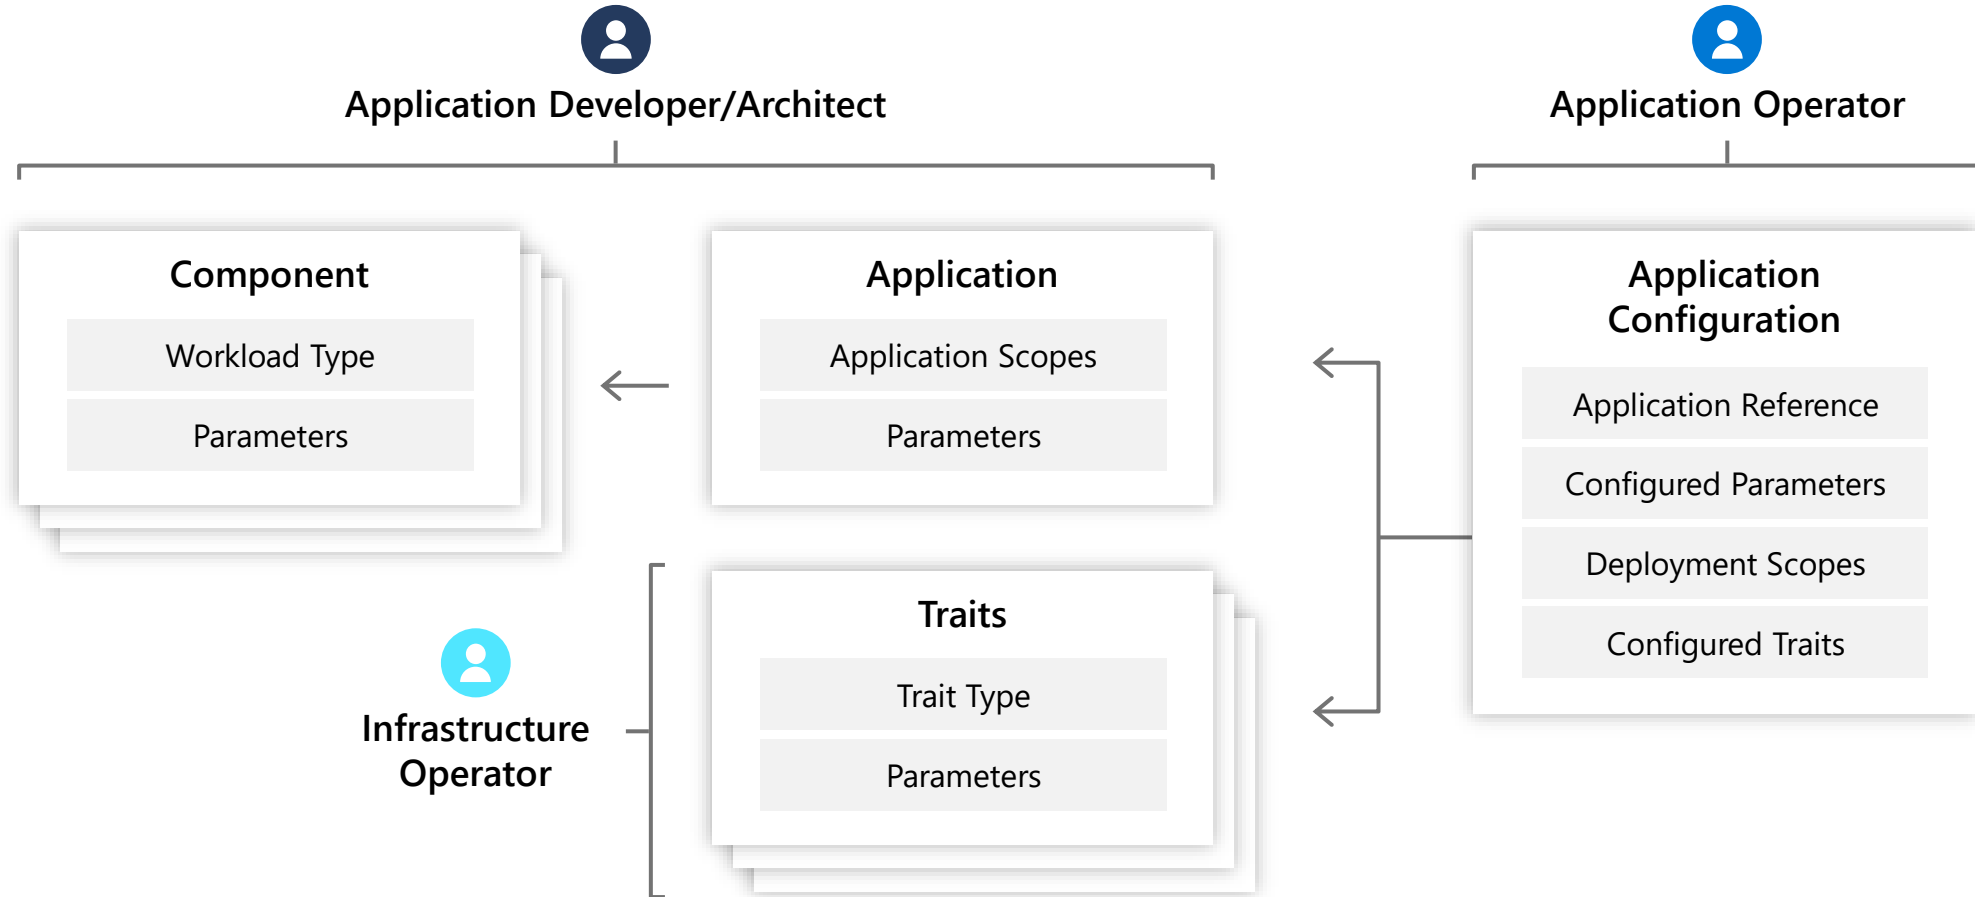 Application Developer/Architect
Application Operator
Component
Workload Type
Parameters
Application
Application Scopes
Parameters
Application
Configuration
Application Reference
Configured Parameters
Deployment Scopes
Configured Traits
Infrastructure
Operator
Traits
Trait Type
Parameters